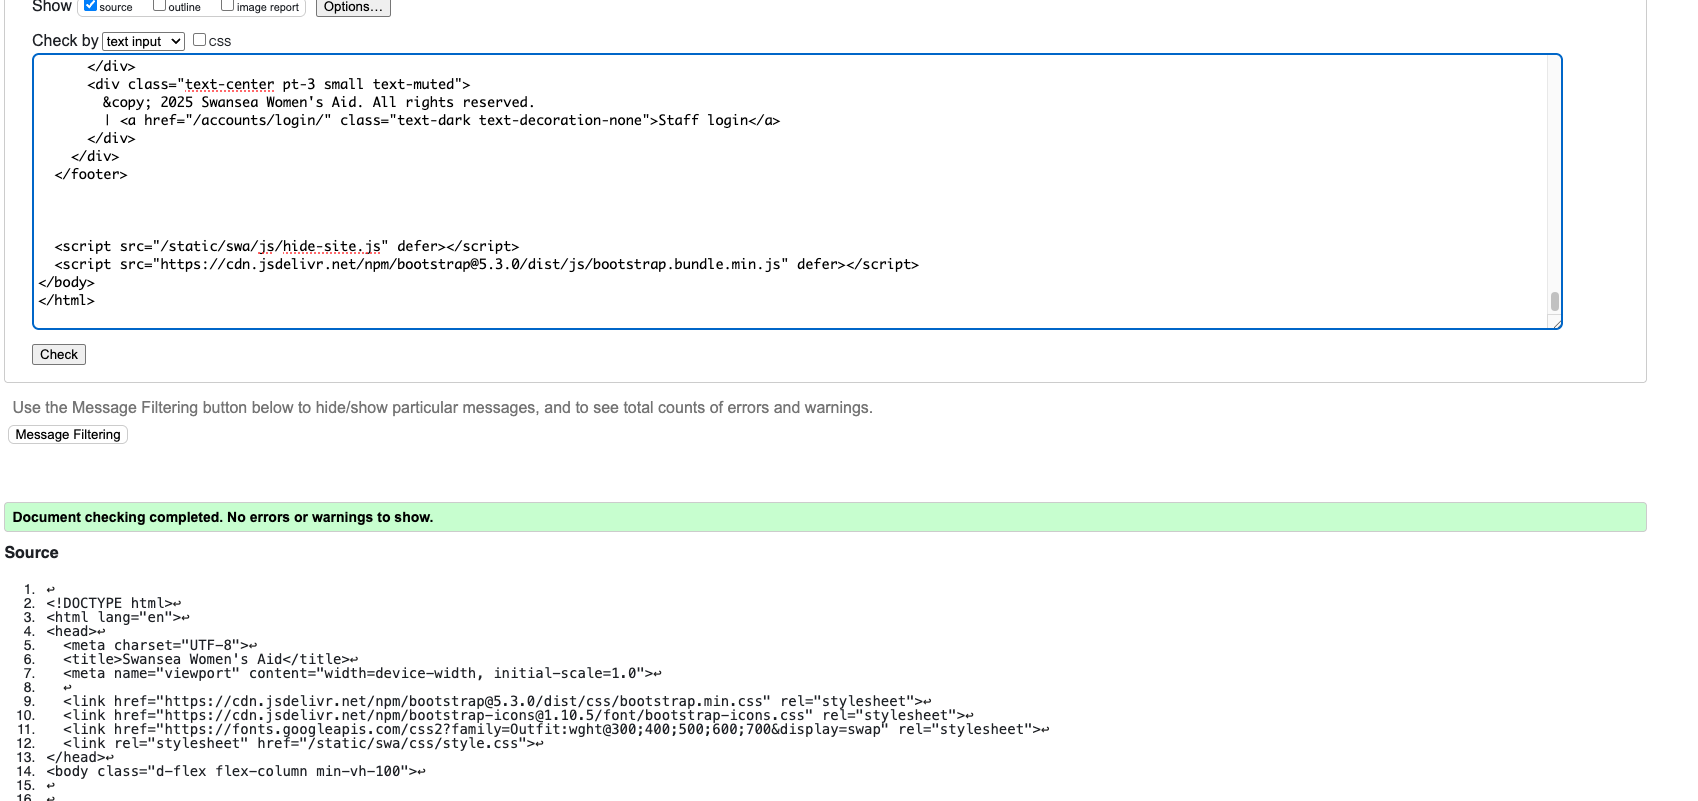 Show source outline image report Options...
Check by text input CSS
</div>
<div class="text-center pt-3 small text-muted">
&copy; 2025 Swansea Women's Aid. All rights reserved.
| <a href="/accounts/login/" class="text-dark text-decoration-none">Staff login</a>
</div>
</div>
</footer>
<script src="/static/swa/js/hide-site.js" defer></script>
<script src="https://cdn.jsdelivr.net/npm/bootstrap@5.3.0/dist/js/bootstrap.bundle.min.js" defer></script>
</body>
</html>
Check
Use the Message Filtering button below to hide/show particular messages, and to see total counts of errors and warnings.
Message Filtering
Document checking completed. No errors or warnings to show.
Source
1. ↩
2. <!DOCTYPE html>↩
3. <html lang="en">↩
4. <head>↩
5. <meta charset="UTF-8">↩
6. <title>Swansea Women's Aid</title>↩
7. <meta name="viewport" content="width=device-width, initial-scale=1.0">↩
8. ↩
9. <link href="https://cdn.jsdelivr.net/npm/bootstrap@5.3.0/dist/css/bootstrap.min.css" rel="stylesheet">↩
10. <link href="https://cdn.jsdelivr.net/npm/bootstrap-icons@1.10.5/font/bootstrap-icons.css" rel="stylesheet">↩
11. <link href="https://fonts.googleapis.com/css2?family=Outfit:wght@300;400;500;600;700&display=swap" rel="stylesheet">↩
12. <link rel="stylesheet" href="/static/swa/css/style.css">↩
13. </head>↩
14. <body class="d-flex flex-column min-vh-100">↩
15. ↩
16. ↩